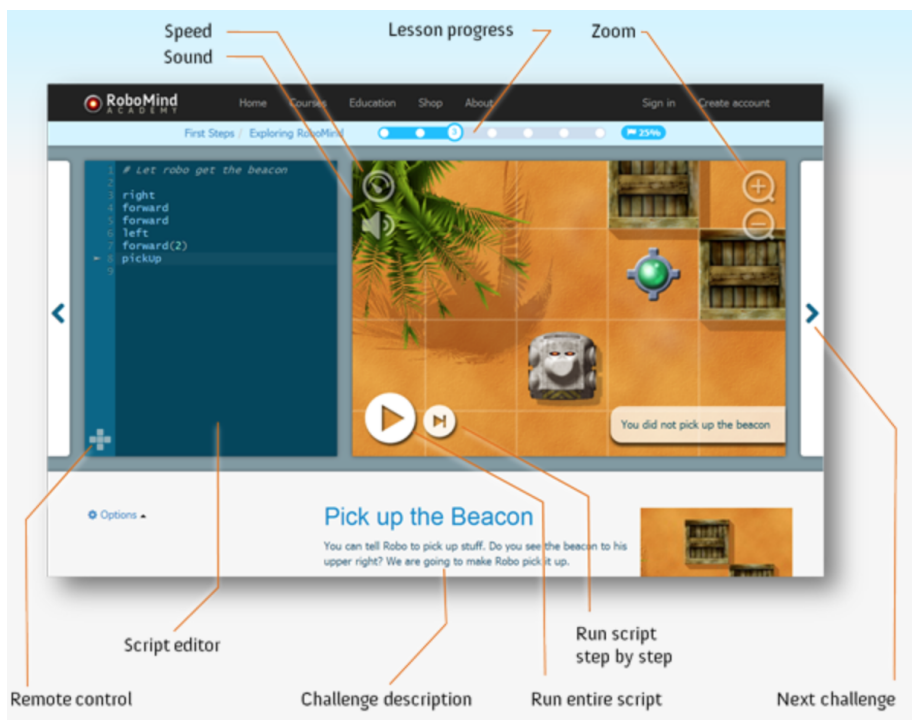 Speed
Sound
Lesson progress
Zoom
RoboMind
ACADEMY
Home Courses Education Shop About Sign in Create account
First Steps / Exploring RoboMind 3 25%
1 # Let robo get the beacon
2
3 right
4 forward
5 forward
6 left
7 forward(2)
8 pickUp
9
You did not pick up the beacon
Options
Pick up the Beacon
You can tell Robo to pick up stuff. Do you see the beacon to his
upper right? We are going to make Robo pick it up.
Script editor
Run script
step by step
Remote control
Challenge description
Run entire script
Next challenge